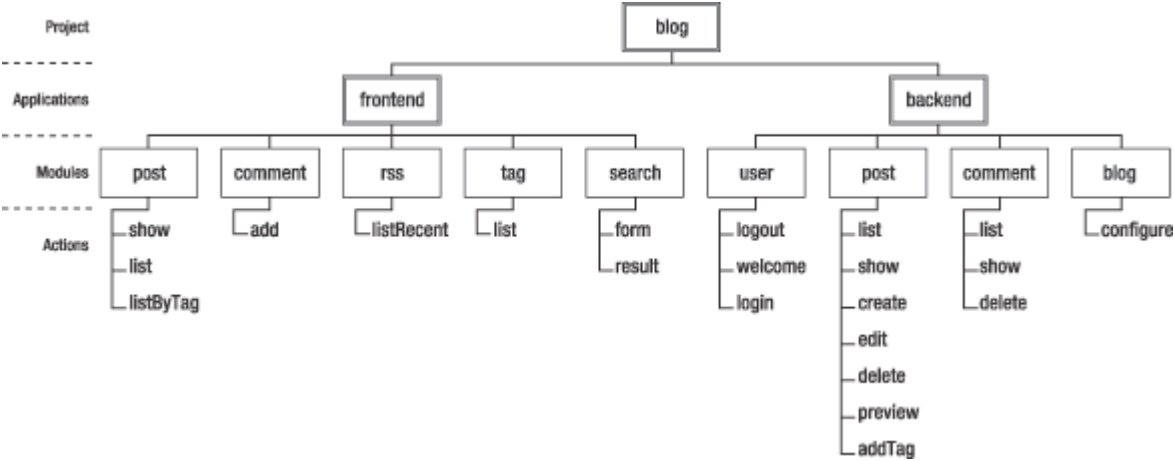 Project
blog
Applications
frontend
backend
Modules
post
comment
rss
tag
search
user
post
comment
blog
Actions
show
list
listByTag
add
listRecent
list
form
result
logout
welcome
login
list
show
create
edit
delete
preview
addTag
list
show
delete
configure